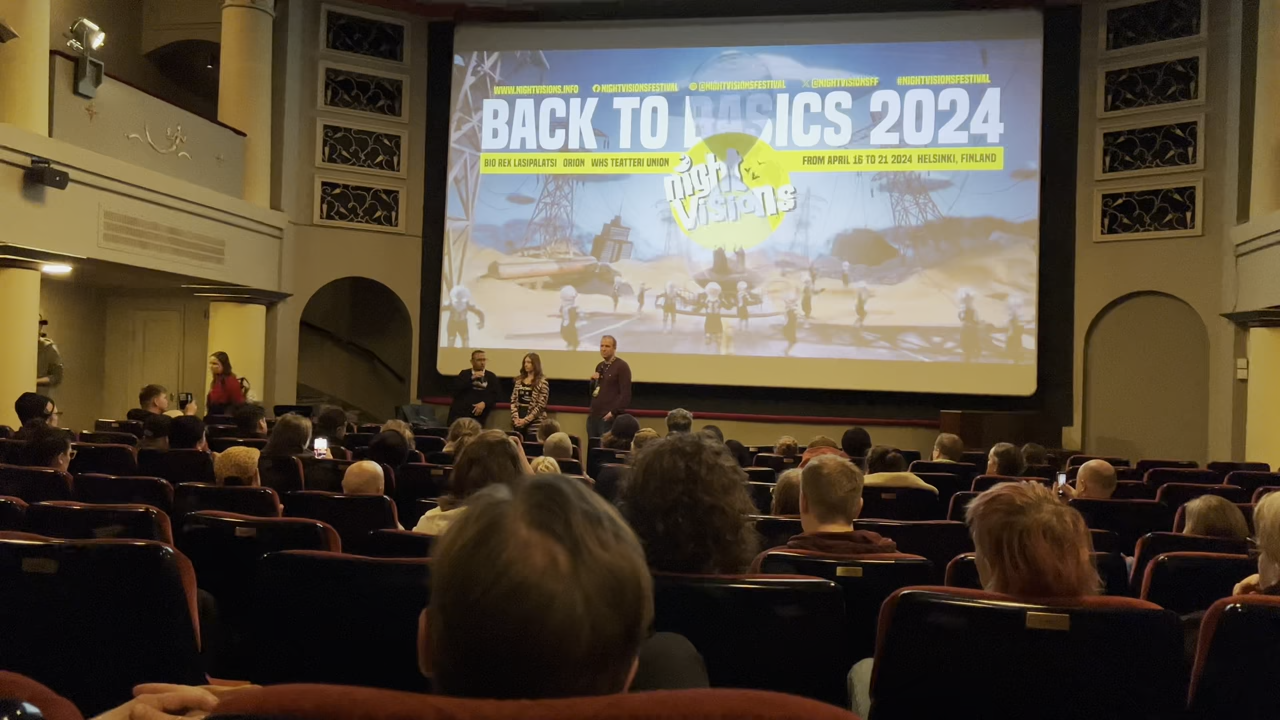 WWW.NIGHTVISIONS.INFO NIGHTVISIONSFESTIVAL @NIGHTVISIONSFESTIVAL @NIGHTVISIONSFF #NIGHTVISIONSFESTIVAL
BACK TO BASICS 2024
BIO REX LASIPALATSI ORION WHS TEATTERI UNION
FROM APRIL 16 TO 21 2024 HELSINKI, FINLAND
night
Visions